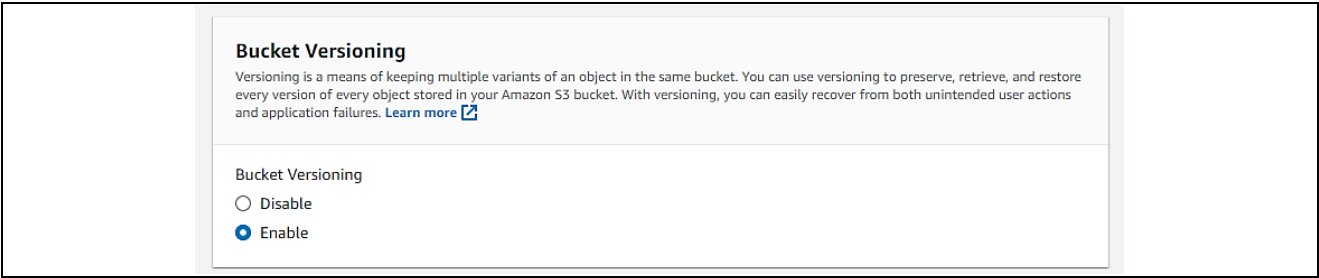 Bucket Versioning
Versioning is a means of keeping multiple variants of an object in the same bucket. You can use versioning to preserve, retrieve, and restore
every version of every object stored in your Amazon S3 bucket. With versioning, you can easily recover from both unintended user actions
and application failures. Learn more
Bucket Versioning
Disable
Enable